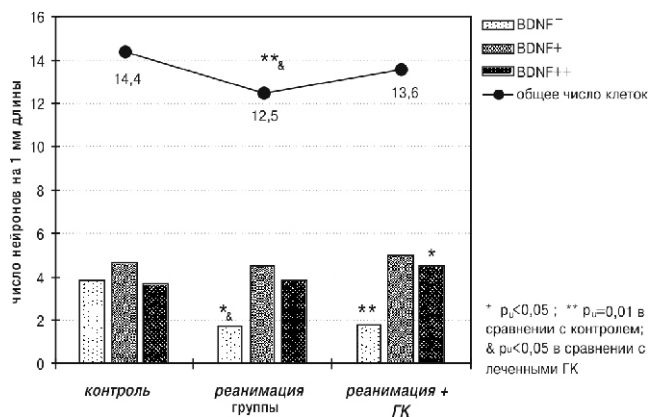 число нейронов на 1 мм длины
16
14
12
10
8
6
4
2
0
14,4
**&
12,5
13,6
*&
**
*
контроль
реанимация
группы
реанимация +
ГК
BDNF⁻
BDNF+
BDNF++
общее число клеток
* pᵤ<0,05 ; ** pᵤ=0,01 в
сравнении с контролем;
& pᵤ<0,05 в сравнении с
леченными ГК